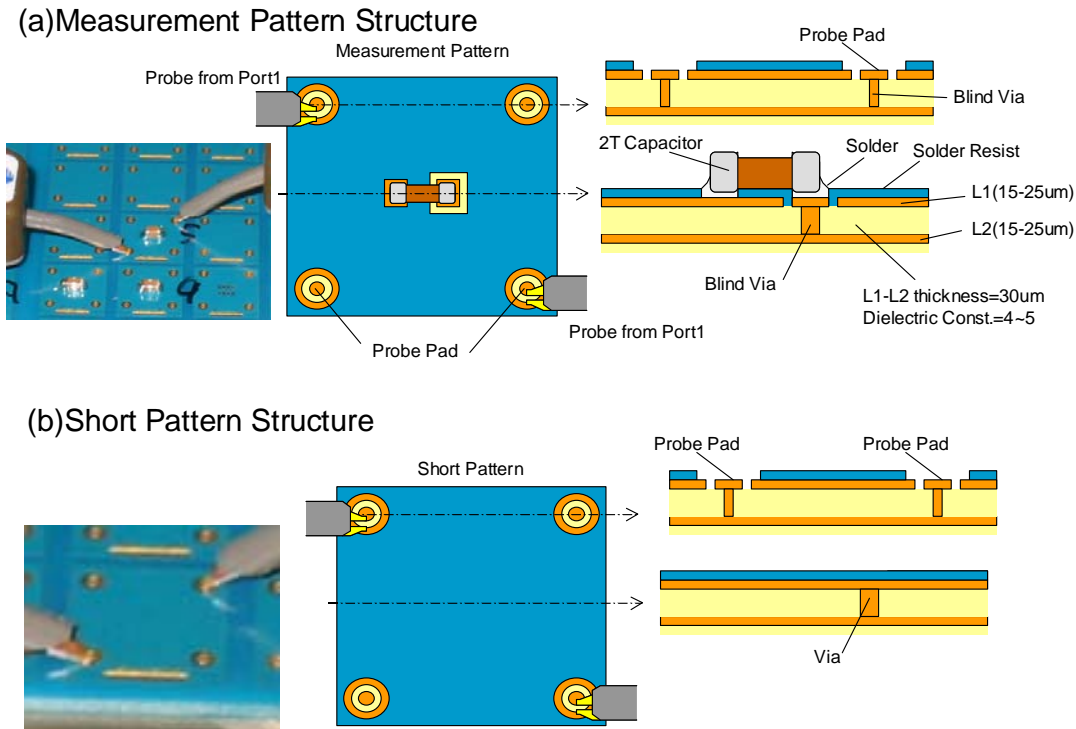 (a)Measurement Pattern Structure
Measurement Pattern
Probe from Port1
Probe Pad
Blind Via
2T Capacitor
Solder
Solder Resist
L1(15-25um)
L2(15-25um)
Blind Via
L1-L2 thickness=30um
Dielectric Const.=4~5
Probe from Port1
Probe Pad
(b)Short Pattern Structure
Short Pattern
Probe Pad
Probe Pad
Via